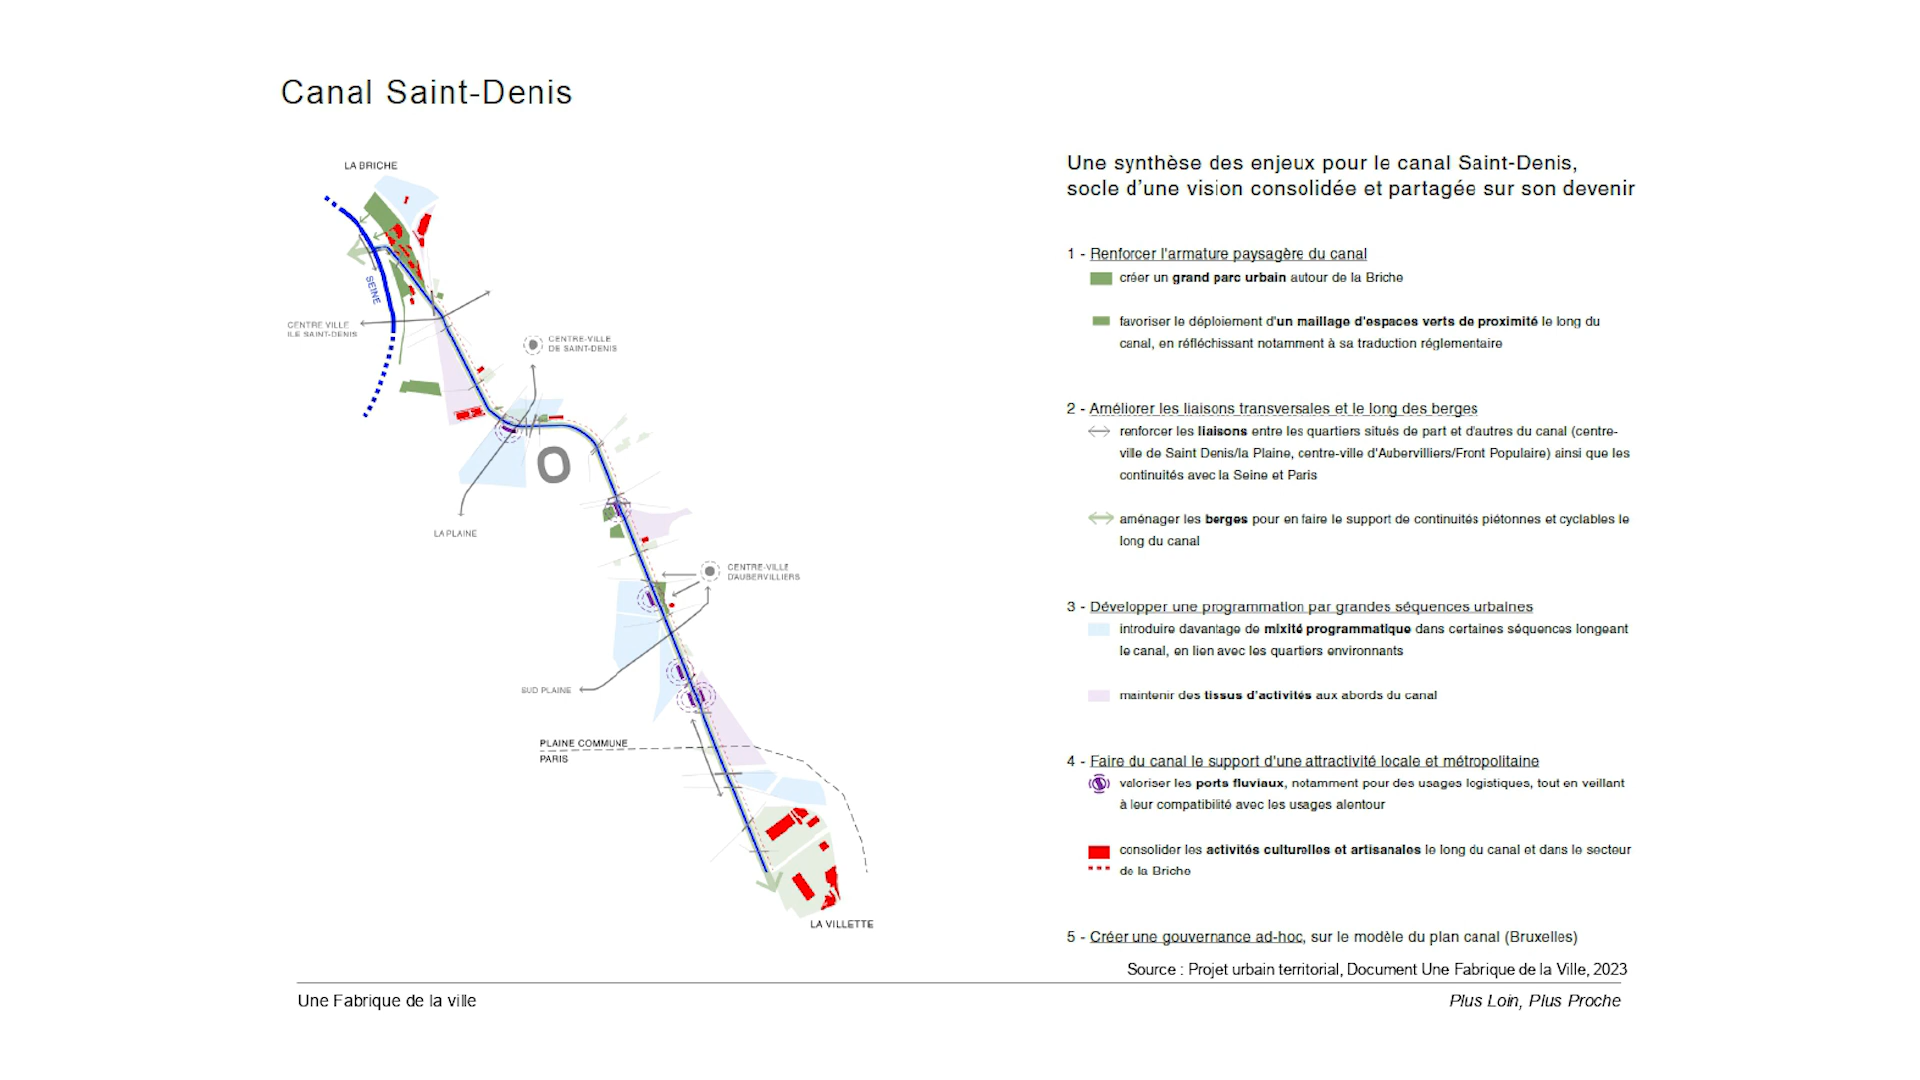 Canal Saint-Denis
LA BRICHE
SEINE
CENTRE VILLE
ILE SAINT-DENIS
CENTRE-VILLE
DE SAINT-DENIS
LA PLAINE
CENTRE-VILLE
D'AUBERVILLIERS
SUD PLAINE
PLAINE COMMUNE
PARIS
LA VILLETTE
Une synthèse des enjeux pour le canal Saint-Denis,
socle d'une vision consolidée et partagée sur son devenir
1 - Renforcer l'armature paysagère du canal
créer un grand parc urbain autour de la Briche
favoriser le déploiement d'un maillage d'espaces verts de proximité le long du
canal, en réfléchissant notamment à sa traduction réglementaire
2 - Améliorer les liaisons transversales et le long des berges
renforcer les liaisons entre les quartiers situés de part et d'autres du canal (centre-
ville de Saint Denis/la Plaine, centre-ville d'Aubervilliers/Front Populaire) ainsi que les
continuités avec la Seine et Paris
aménager les berges pour en faire le support de continuités piétonnes et cyclables le
long du canal
3 - Développer une programmation par grandes séquences urbaines
introduire davantage de mixité programmatique dans certaines séquences longeant
le canal, en lien avec les quartiers environnants
maintenir des tissus d'activités aux abords du canal
4 - Faire du canal le support d'une attractivité locale et métropolitaine
valoriser les ports fluviaux, notamment pour des usages logistiques, tout en veillant
à leur compatibilité avec les usages alentour
consolider les activités culturelles et artisanales le long du canal et dans le secteur
de la Briche
5 - Créer une gouvernance ad-hoc, sur le modèle du plan canal (Bruxelles)
Source : Projet urbain territorial, Document Une Fabrique de la Ville, 2023
Une Fabrique de la ville
Plus Loin, Plus Proche